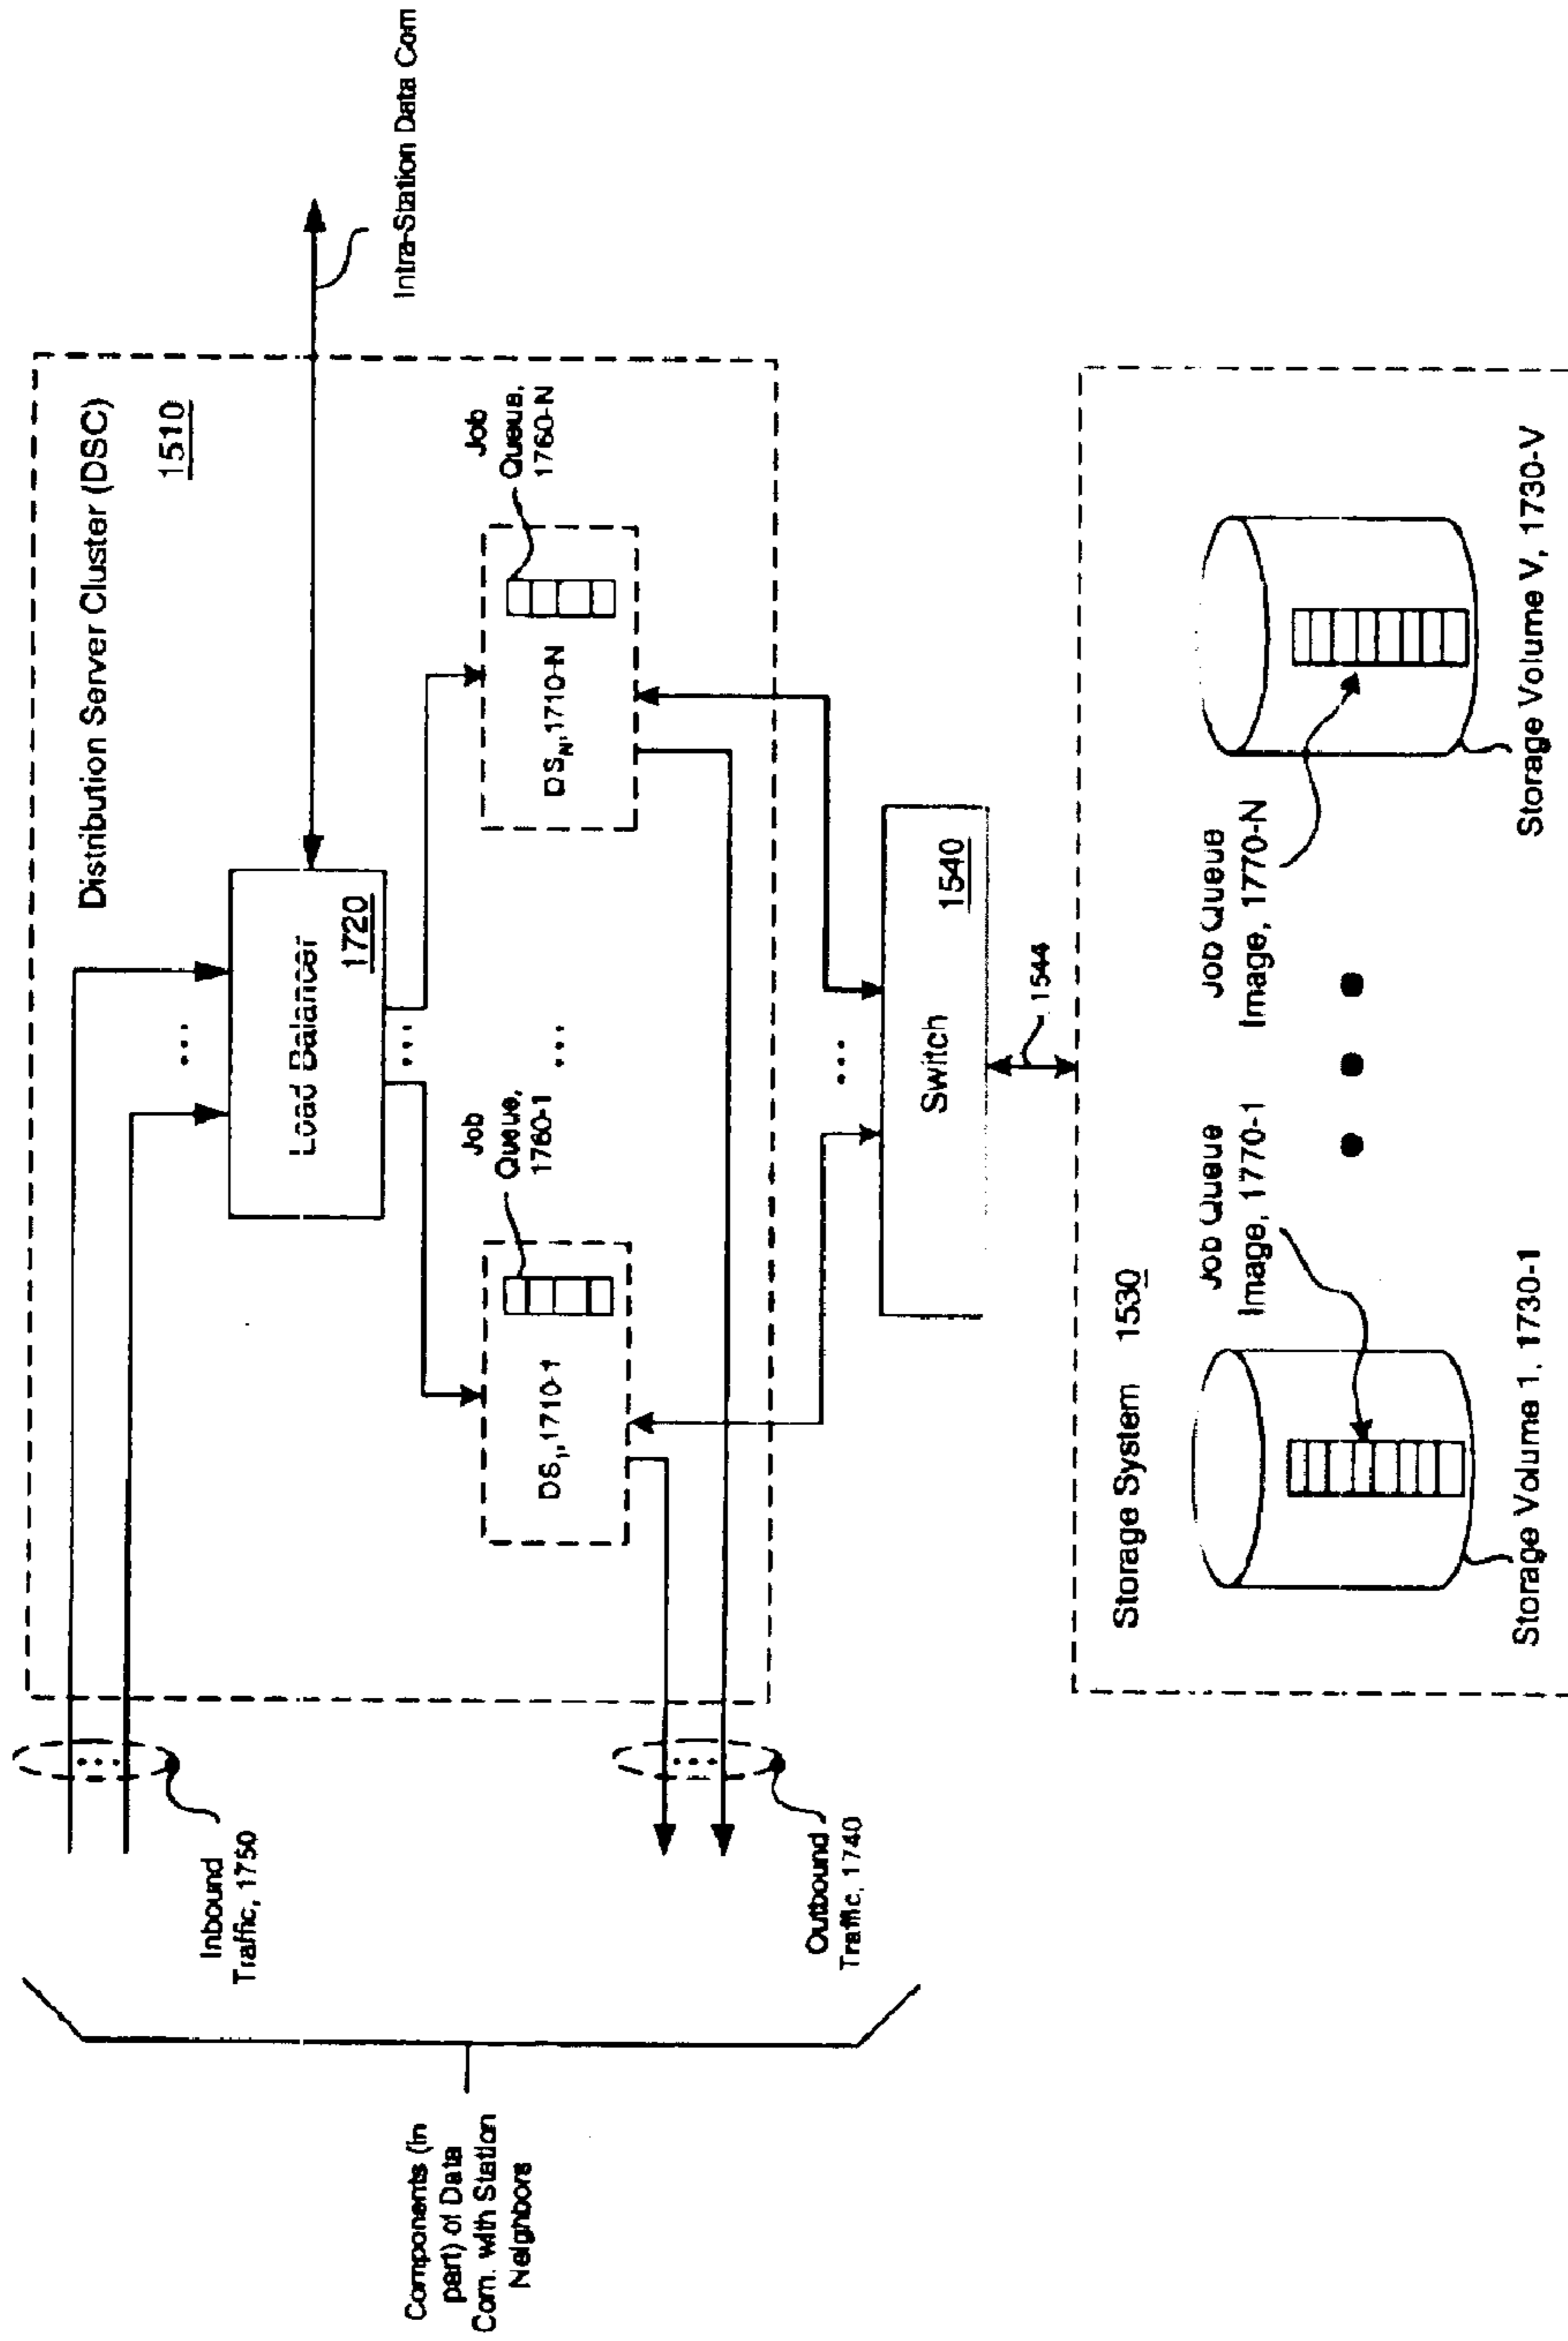 Distribution Server Cluster (DSC)
1510
Inbound
Traffic, 1750
Load Balancer
1720
Intra-Station Data Com
Components (in
part) of Data
Com. with Station
Neighbors
Job
Queue,
1760-1
Job
Queue,
1760-N
DS1, 1710-1
DSN, 1710-N
...
Outbound
Traffic, 1740
Switch
1540
1544
Storage System 1530
Job Queue
Image, 1770-1
Job Queue
Image, 1770-N
Storage Volume 1, 1730-1
Storage Volume V, 1730-V